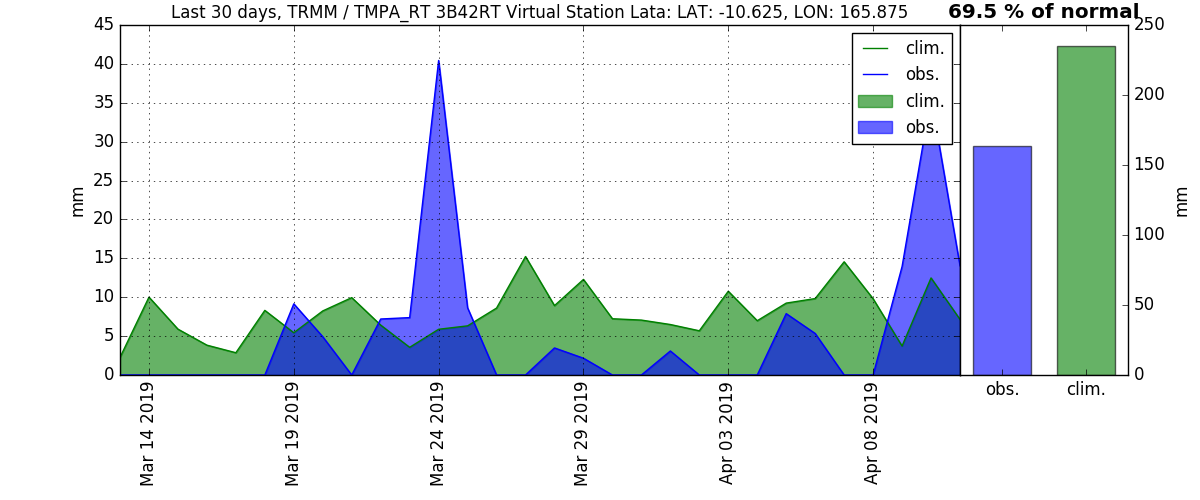 Last 30 days, TRMM / TMPA_RT 3B42RT Virtual Station Lata: LAT: -10.625, LON: 165.875
69.5 % of normal
45
40
35
30
25
20
15
10
5
0
mm
clim.
obs.
clim.
obs.
250
200
150
100
50
0
mm
Mar 14 2019
Mar 19 2019
Mar 24 2019
Mar 29 2019
Apr 03 2019
Apr 08 2019
obs.
clim.